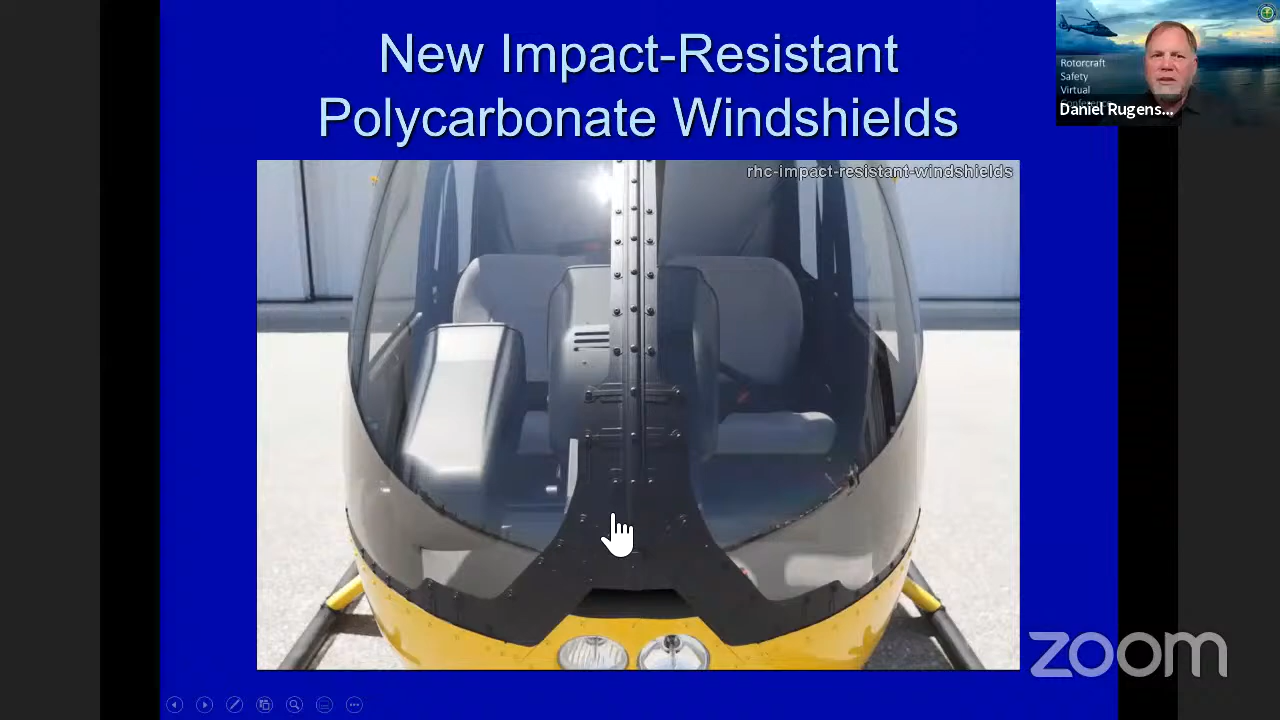 New Impact-Resistant
Polycarbonate Windshields
rhc-impact-resistant-windshields
Rotorcraft
Safety
Virtual
Daniel Rugens...
zoom